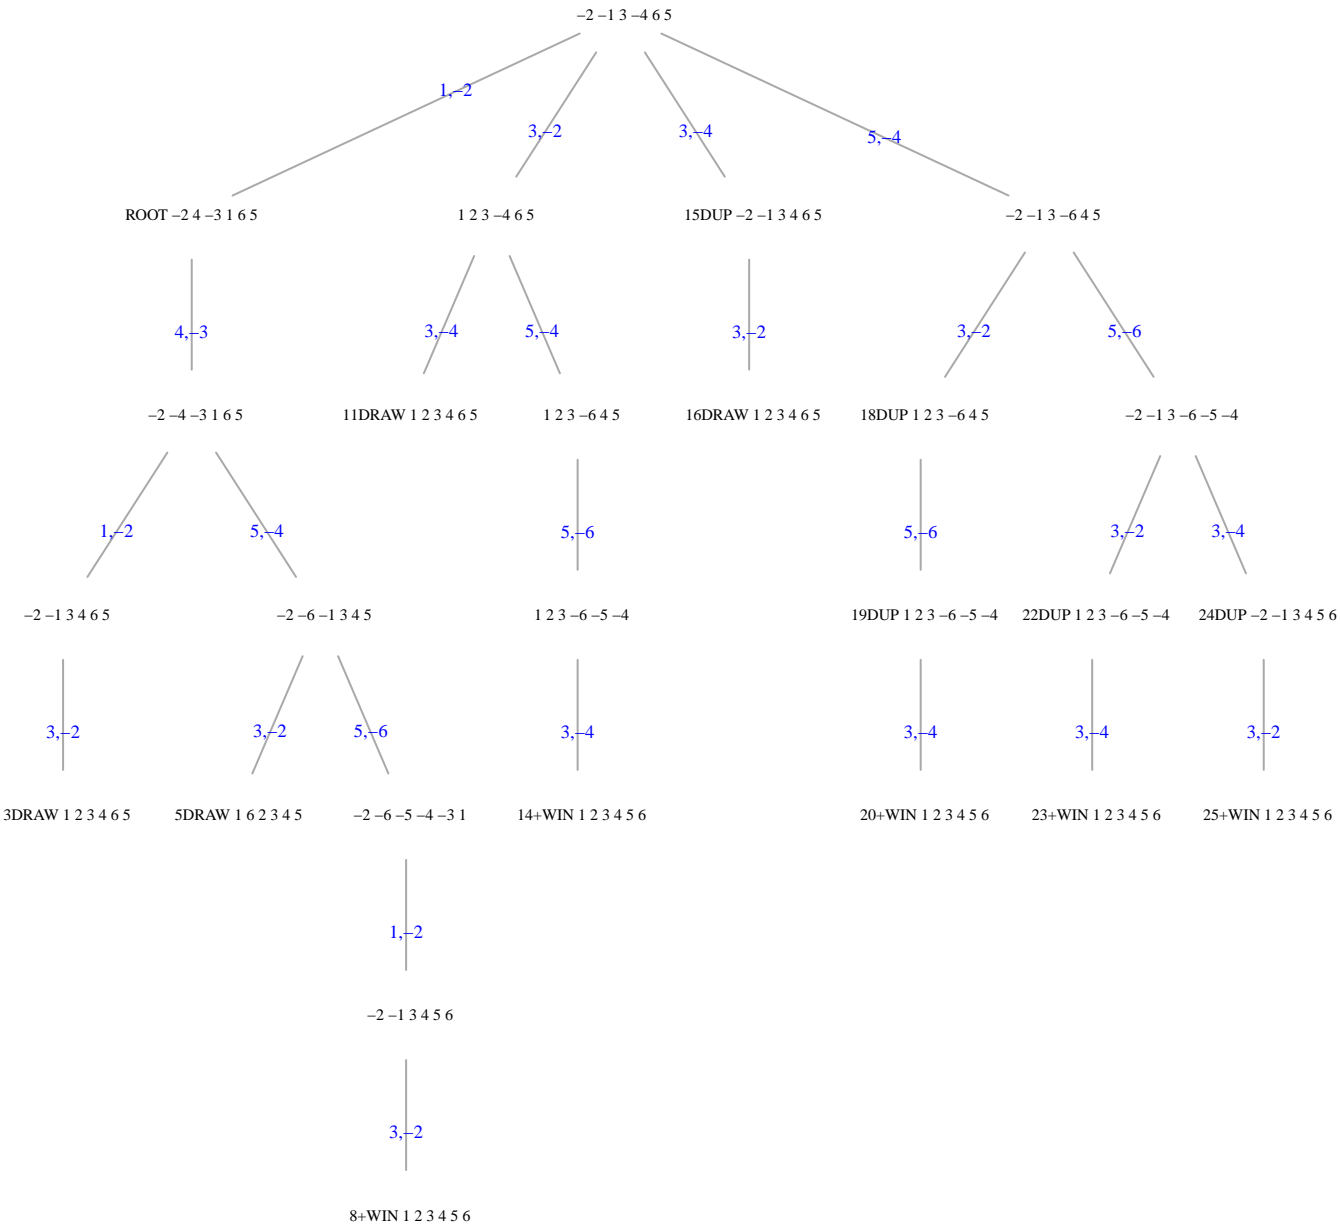 −2 −1 3 −4 6 5
1,−2
3,−2
3,−4
5,−4
ROOT −2 4 −3 1 6 5
1 2 3 −4 6 5
15DUP −2 −1 3 4 6 5
−2 −1 3 −6 4 5
4,−3
3,−4
5,−4
3,−2
3,−2
5,−6
−2 −4 −3 1 6 5
11DRAW 1 2 3 4 6 5
1 2 3 −6 4 5
16DRAW 1 2 3 4 6 5
18DUP 1 2 3 −6 4 5
−2 −1 3 −6 −5 −4
1,−2
5,−4
5,−6
5,−6
3,−2
3,−4
−2 −1 3 4 6 5
−2 −6 −1 3 4 5
1 2 3 −6 −5 −4
19DUP 1 2 3 −6 −5 −4
22DUP 1 2 3 −6 −5 −4
24DUP −2 −1 3 4 5 6
3,−2
3,−2
5,−6
3,−4
3,−4
3,−4
3,−2
3DRAW 1 2 3 4 6 5
5DRAW 1 6 2 3 4 5
−2 −6 −5 −4 −3 1
14+WIN 1 2 3 4 5 6
20+WIN 1 2 3 4 5 6
23+WIN 1 2 3 4 5 6
25+WIN 1 2 3 4 5 6
1,−2
−2 −1 3 4 5 6
3,−2
8+WIN 1 2 3 4 5 6